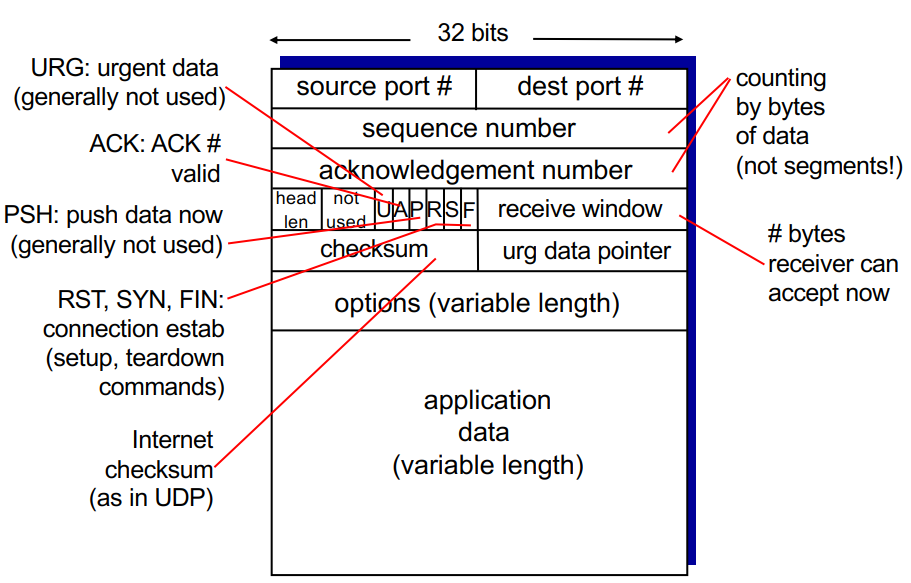 32 bits
URG: urgent data
(generally not used)
ACK: ACK #
valid
PSH: push data now
(generally not used)
RST, SYN, FIN:
connection estab
(setup, teardown
commands)
Internet
checksum
(as in UDP)
source port #
dest port #
sequence number
acknowledgement number
head
len
not
used
U
A
P
R
S
F
receive window
checksum
urg data pointer
options (variable length)
application
data
(variable length)
counting
by bytes
of data
(not segments!)
# bytes
receiver can
accept now